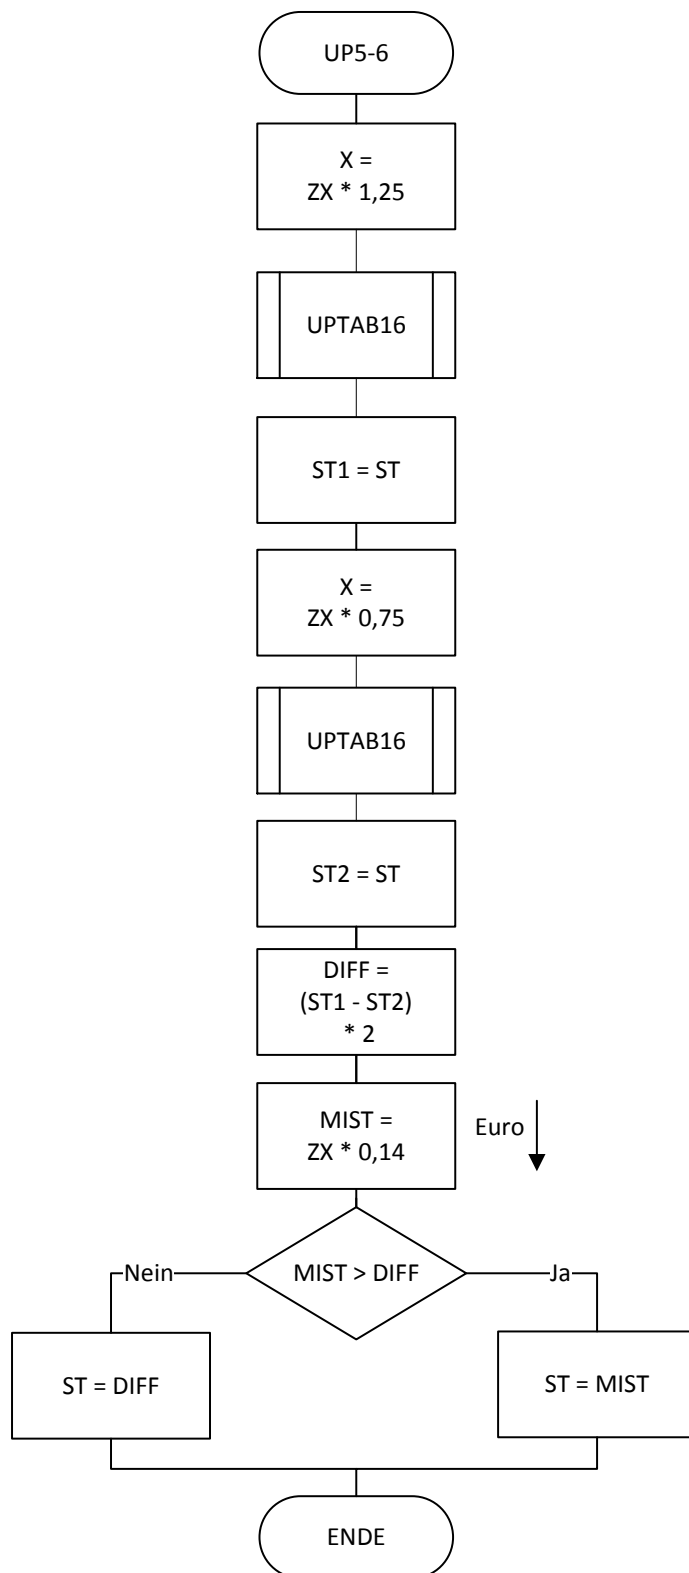 UP5-6
X =
ZX * 1,25
UPTAB16
ST1 = ST
X =
ZX * 0,75
UPTAB16
ST2 = ST
DIFF =
(ST1 - ST2)
* 2
MIST =
ZX * 0,14
Euro
Nein
MIST > DIFF
Ja
ST = DIFF
ST = MIST
ENDE